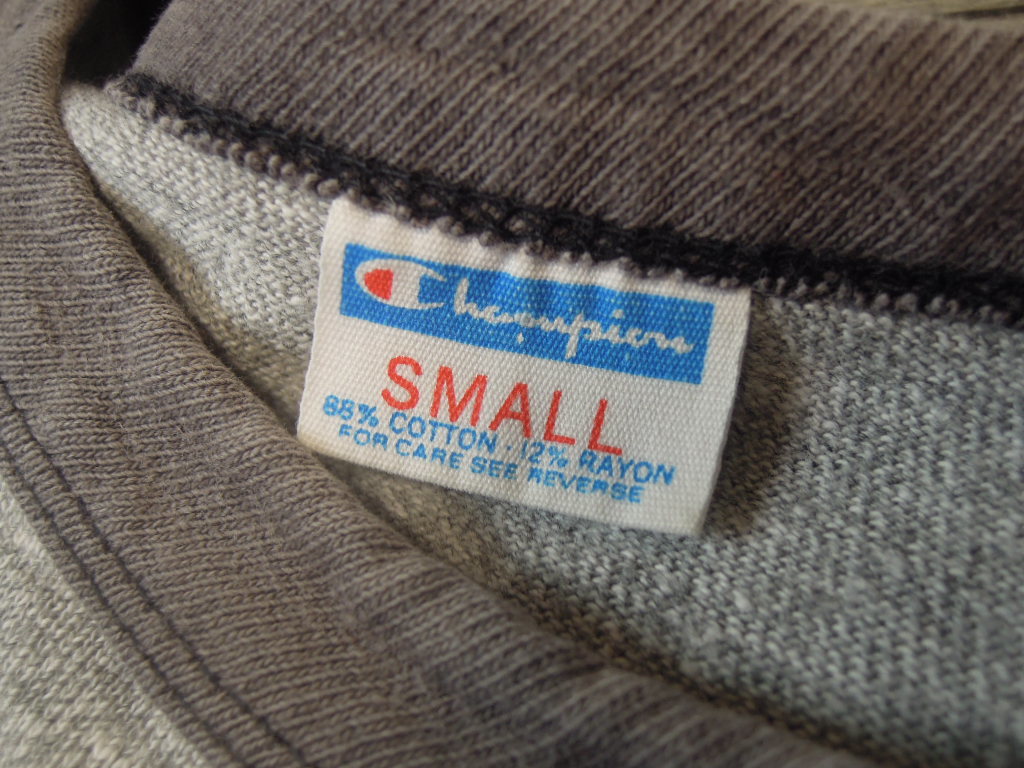 Champion
SMALL
88% COTTON · 12% RAYON
FOR CARE SEE REVERSE